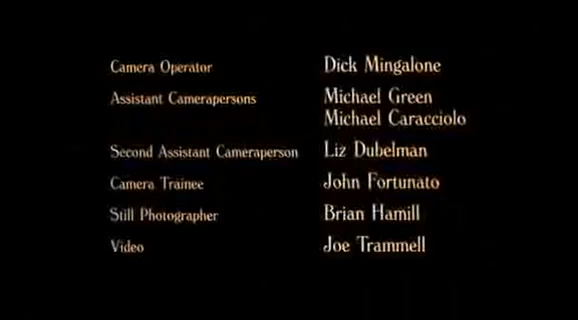 Camera Operator Dick Mingalone
Assistant Camerapersons Michael Green
Michael Caracciolo
Second Assistant Cameraperson Liz Dubelman
Camera Trainee John Fortunato
Still Photographer Brian Hamill
Video Joe Trammell